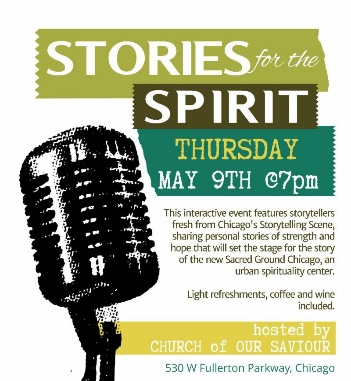 STORIES for the
SPIRIT
THURSDAY
MAY 9TH @7pm
This interactive event features storytellers
fresh from Chicago's Storytelling Scene,
sharing personal stories of strength and
hope that will set the stage for the story
of the new Sacred Ground Chicago, an
urban spirituality center.
Light refreshments, coffee and wine
included.
hosted by
CHURCH of OUR SAVIOUR
530 W Fullerton Parkway, Chicago